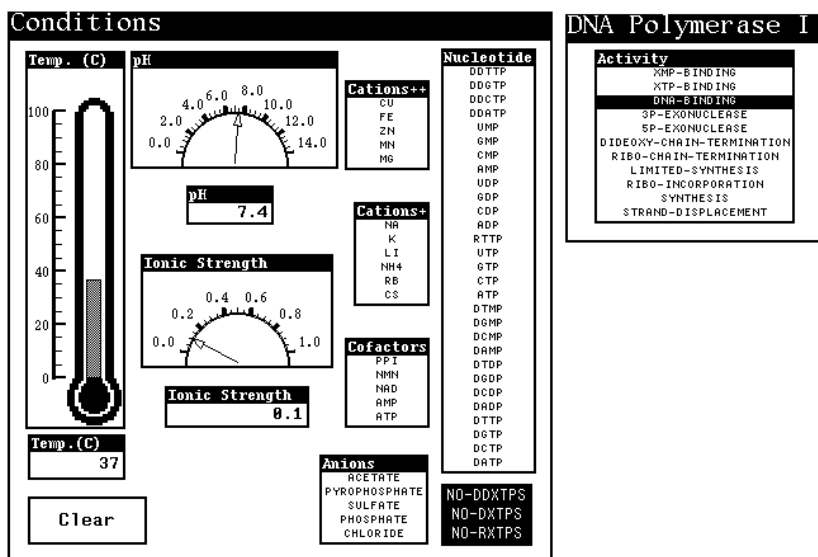 Conditions
Temp. (C)
100
80
60
40
20
0
Temp.(C)
37
Clear
pH
0.0 2.0 4.0 6.0 8.0 10.0 12.0 14.0
pH
7.4
Ionic Strength
0.0 0.2 0.4 0.6 0.8 1.0
Ionic Strength
0.1
Cations++
CU
FE
ZN
MN
MG
Cations+
NA
K
LI
NH4
RB
CS
Cofactors
PPI
NMN
NAD
AMP
ATP
Anions
ACETATE
PYROPHOSPHATE
SULFATE
PHOSPHATE
CHLORIDE
Nucleotide
DDTTP
DDGTP
DDCTP
DDATP
UMP
GMP
CMP
AMP
UDP
GDP
CDP
ADP
RTTP
UTP
GTP
CTP
ATP
DTMP
DGMP
DCMP
DAMP
DTDP
DGDP
DCDP
DADP
DTTP
DGTP
DCTP
DATP
NO-DDXTPS
NO-DXTPS
NO-RXTPS
DNA Polymerase I
Activity
XMP-BINDING
XTP-BINDING
DNA-BINDING
3P-EXONUCLEASE
5P-EXONUCLEASE
DIDEOXY-CHAIN-TERMINATION
RIBO-CHAIN-TERMINATION
LIMITED-SYNTHESIS
RIBO-INCORPORATION
SYNTHESIS
STRAND-DISPLACEMENT